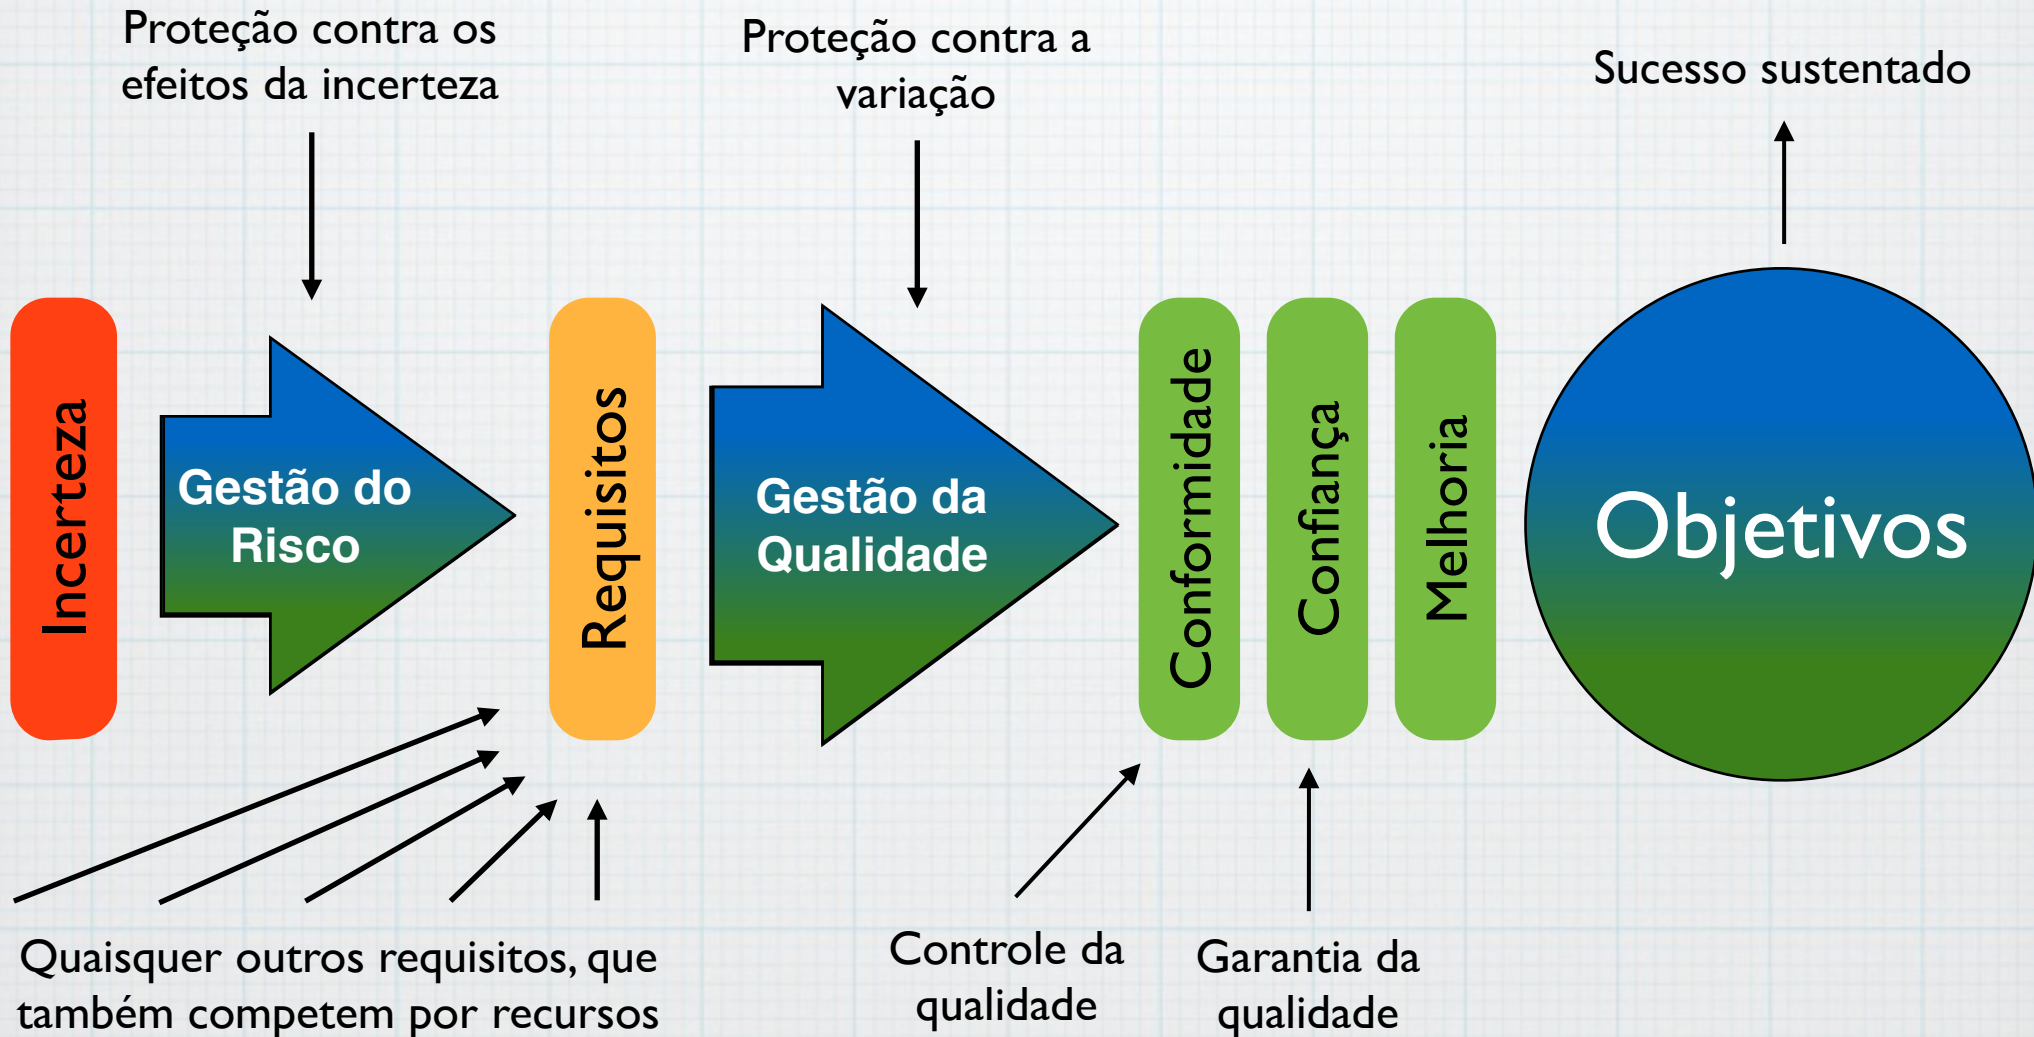 Proteção contra os
efeitos da incerteza
Proteção contra a
variação
Sucesso sustentado
Incerteza
Gestão do
Risco
Requisitos
Gestão da
Qualidade
Conformidade
Confiança
Melhoria
Objetivos
Quaisquer outros requisitos, que
também competem por recursos
Controle da
qualidade
Garantia da
qualidade